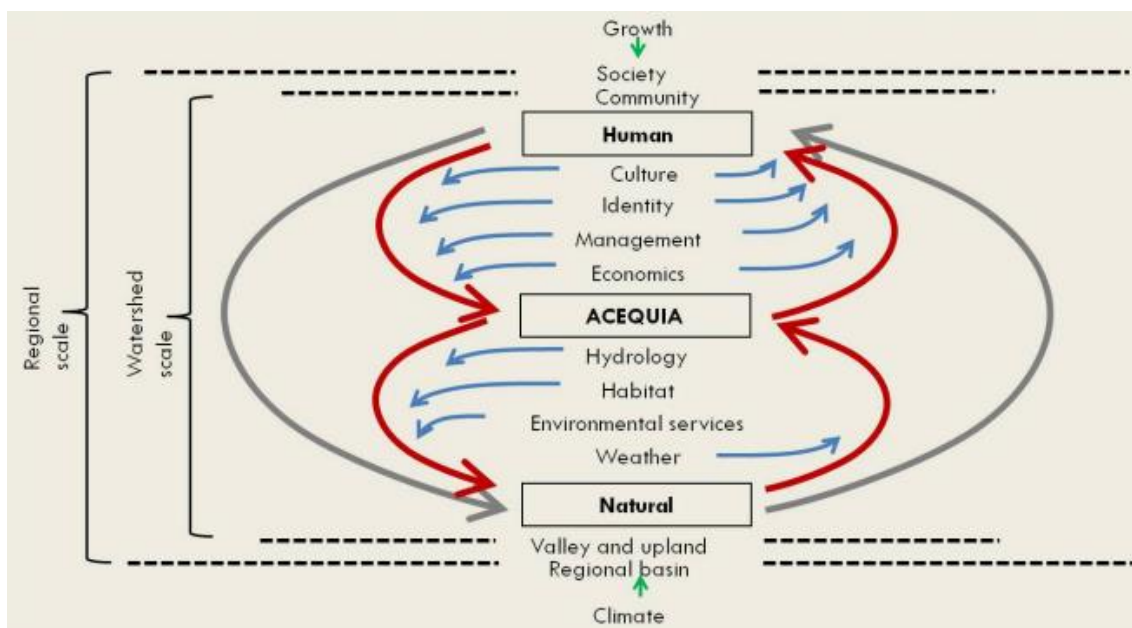 Growth
Society
Community
Human
Culture
Identity
Management
Economics
ACEQUIA
Hydrology
Habitat
Environmental services
Weather
Natural
Valley and upland
Regional basin
Climate
Regional
scale
Watershed
scale